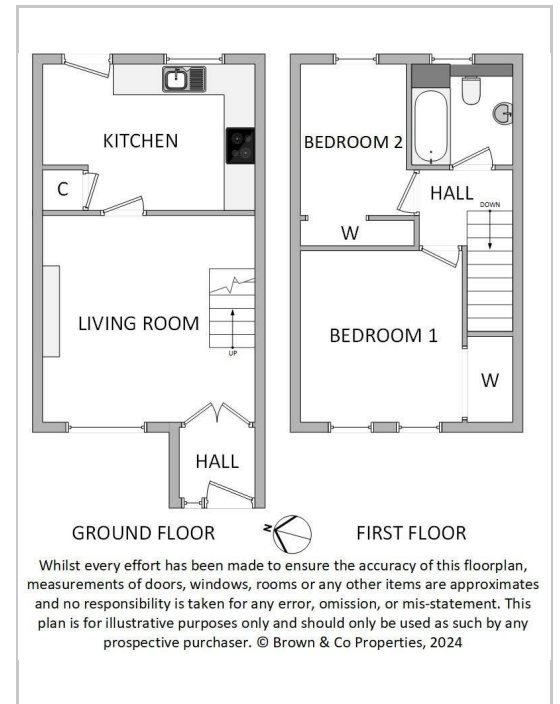 KITCHEN
C
LIVING ROOM
UP
HALL
GROUND FLOOR
BEDROOM 2
HALL
DOWN
W
BEDROOM 1
W
N
FIRST FLOOR
Whilst every effort has been made to ensure the accuracy of this floorplan,
measurements of doors, windows, rooms or any other items are approximates
and no responsibility is taken for any error, omission, or mis-statement. This
plan is for illustrative purposes only and should only be used as such by any
prospective purchaser. © Brown & Co Properties, 2024